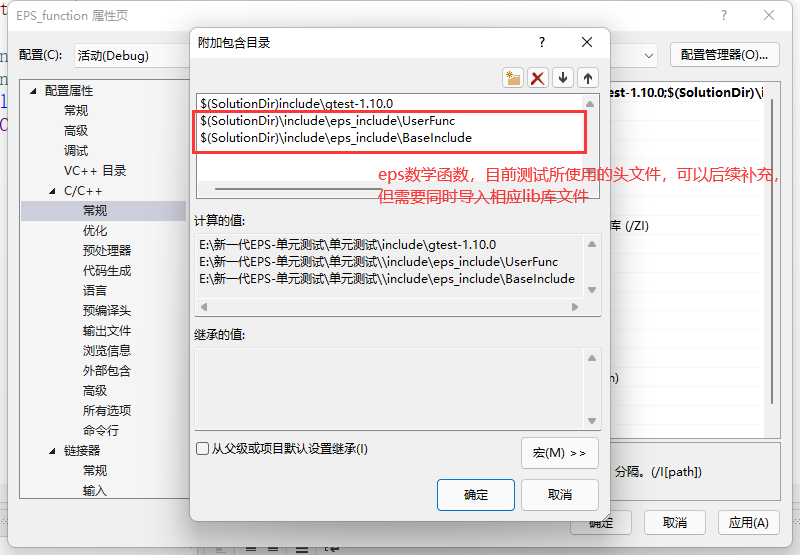 EPS_function 属性页
配置(C):
活动(Debug)
配置管理器(O)...
附加包含目录
配置属性
常规
高级
调试
VC++ 目录
C/C++
常规
优化
预处理器
代码生成
语言
预编译头
输出文件
浏览信息
外部包含
高级
所有选项
命令行
链接器
常规
输入
$(SolutionDir)include\gtest-1.10.0
$(SolutionDir)\include\eps_include\UserFunc
$(SolutionDir)\include\eps_include\BaseInclude
eps数学函数，目前测试所使用的头文件，可以后续补充，
但需要同时导入相应lib库文件
计算的值:
E:\新一代EPS-单元测试\单元测试\include\gtest-1.10.0
E:\新一代EPS-单元测试\单元测试\\include\eps_include\UserFunc
E:\新一代EPS-单元测试\单元测试\\include\eps_include\BaseInclude
继承的值:
从父级或项目默认设置继承(I)
宏(M) >>
确定
取消
est-1.10.0;$(SolutionDir)\i
库 (/ZI)
分隔。(/I[path])
确定
取消
应用(A)